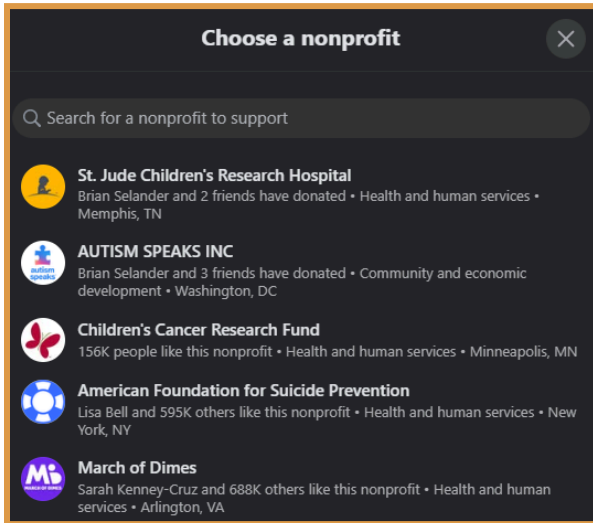 Choose a nonprofit
Search for a nonprofit to support
St. Jude Children's Research Hospital
Brian Selander and 2 friends have donated • Health and human services •
Memphis, TN
AUTISM SPEAKS INC
Brian Selander and 3 friends have donated • Community and economic
development • Washington, DC
autism
speaks
Children's Cancer Research Fund
156K people like this nonprofit • Health and human services • Minneapolis, MN
American Foundation for Suicide Prevention
Lisa Bell and 595K others like this nonprofit • Health and human services • New
York, NY
March of Dimes
Sarah Kenney-Cruz and 688K others like this nonprofit • Health and human
services • Arlington, VA
MARCH OF DIMES